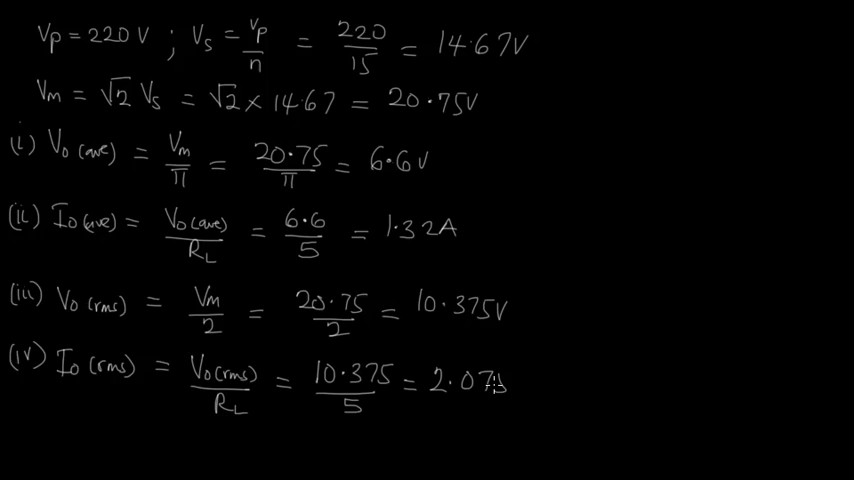 Vp = 220V ; Vs = Vp/n = 220/15 = 14.67V
Vm = √2 Vs = √2 × 14.67 = 20.75V
(i) Vo(ave) = Vm/π = 20.75/π = 6.6V
(ii) Io(ave) = Vo(ave)/RL = 6.6/5 = 1.32A
(iii) Vo(rms) = Vm/2 = 20.75/2 = 10.375V
(iv) Io(rms) = Vo(rms)/RL = 10.375/5 = 2.075